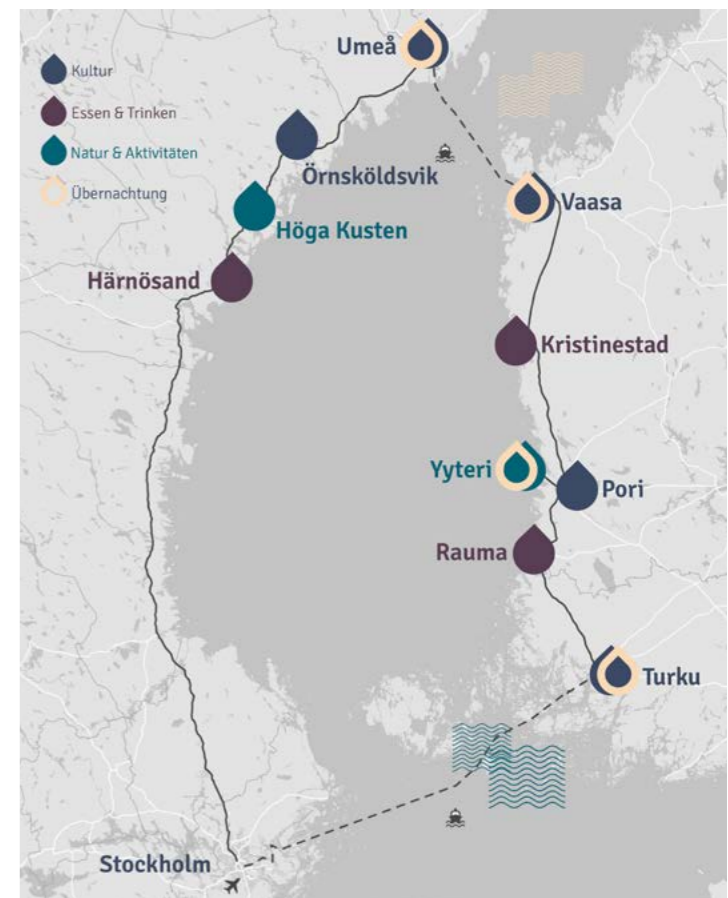 Umeå
Kultur
Essen & Trinken
Natur & Aktivitäten
Übernachtung
Örnsköldsvik
Vaasa
Höga Kusten
Härnösand
Kristinestad
Yyteri
Pori
Rauma
Turku
Stockholm